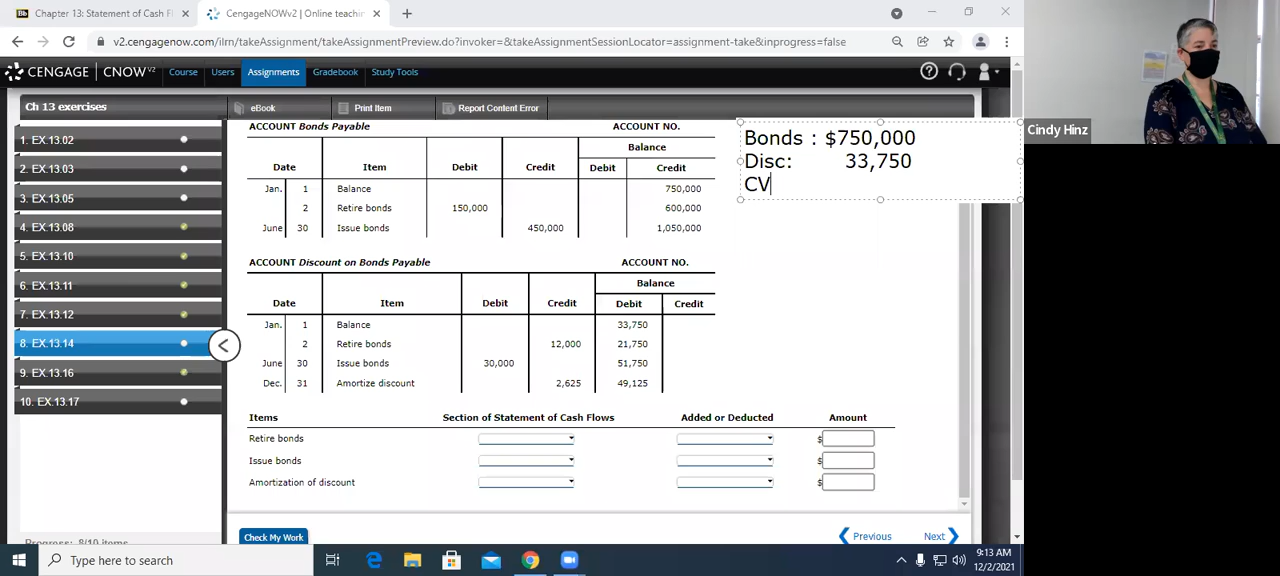 Chapter 13: Statement of Cash F
CengageNOWv2 | Online teachin
v2.cengagenow.com/ilrn/takeAssignment/takeAssignmentPreview.do?invoker=&takeAssignmentSessionLocator=assignment-take&inprogress=false
CENGAGE | CNOWv2 Course Users Assignments Gradebook Study Tools
Ch 13 exercises eBook Print Item Report Content Error
1. EX.13.02
2. EX.13.03
3. EX.13.05
4. EX.13.08
5. EX.13.10
6. EX.13.11
7. EX.13.12
8. EX.13.14
9. EX.13.16
10. EX.13.17
ACCOUNT Bonds Payable ACCOUNT NO.
Balance
Date Item Debit Credit Debit Credit
Jan. 1 Balance 750,000
2 Retire bonds 150,000 600,000
June 30 Issue bonds 450,000 1,050,000
ACCOUNT Discount on Bonds Payable ACCOUNT NO.
Balance
Date Item Debit Credit Debit Credit
Jan. 1 Balance 33,750
2 Retire bonds 12,000 21,750
June 30 Issue bonds 30,000 51,750
Dec. 31 Amortize discount 2,625 49,125
Items Section of Statement of Cash Flows Added or Deducted Amount
Retire bonds $
Issue bonds $
Amortization of discount $
Bonds : $750,000
Disc: 33,750
CV
Cindy Hinz
Check My Work Previous Next
Progress: 8/10 items
Type here to search
9:13 AM
12/2/2021